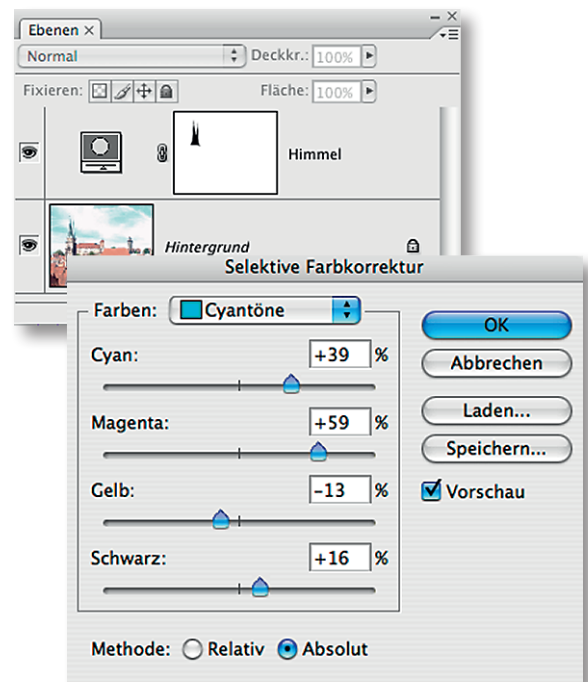 Ebenen ×
Normal Deckkr.: 100%
Fixieren: Fläche: 100%
Himmel
Hintergrund
Selektive Farbkorrektur
Farben: Cyantöne
OK
Cyan: +39 %
Abbrechen
Magenta: +59 %
Laden...
Speichern...
Gelb: −13 %
Vorschau
Schwarz: +16 %
Methode: Relativ Absolut